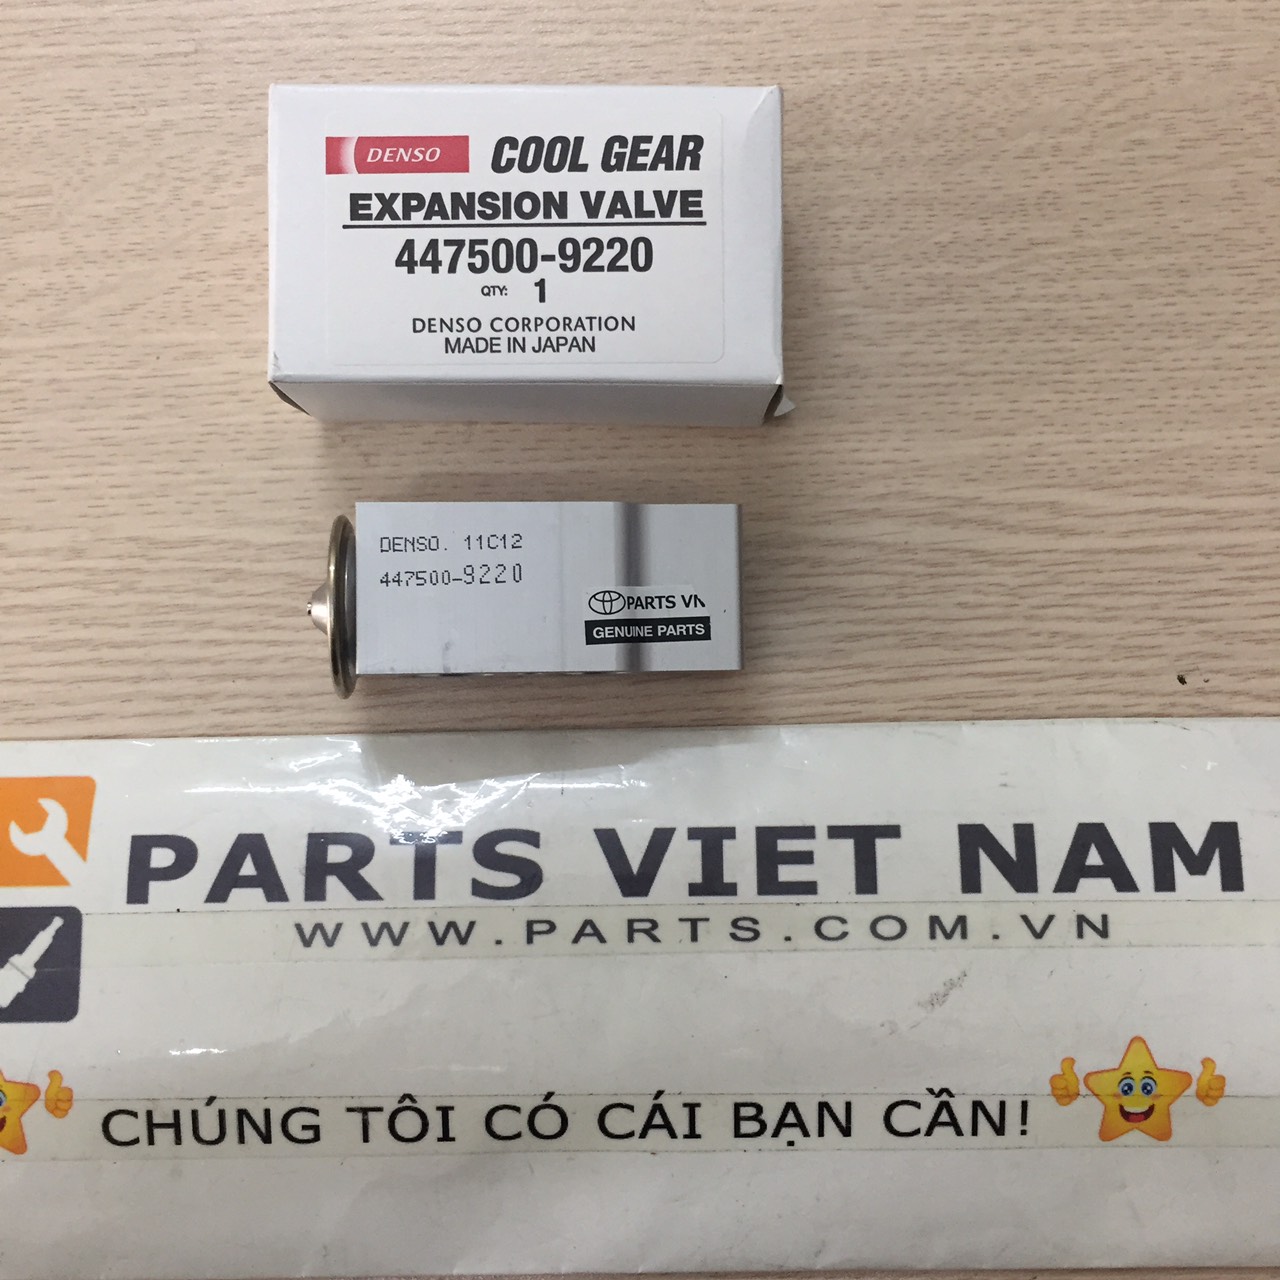 DENSO COOL GEAR
EXPANSION VALVE
447500-9220
QTY: 1
DENSO CORPORATION
MADE IN JAPAN
DENSO. 11C12
447500-9220
PARTS VN
GENUINE PARTS
PARTS VIET NAM
WWW.PARTS.COM.VN
CHÚNG TÔI CÓ CÁI BẠN CẦN!